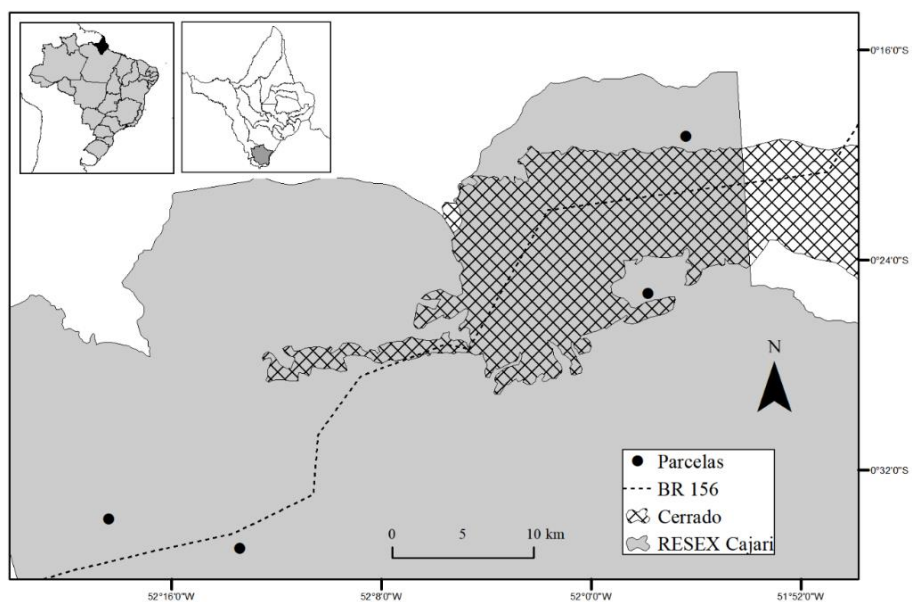 0°16'0"S
0°24'0"S
N
Parcelas
BR 156
Cerrado
RESEX Cajari
0°32'0"S
0 5 10 km
52°16'0"W 52°8'0"W 52°0'0"W 51°52'0"W